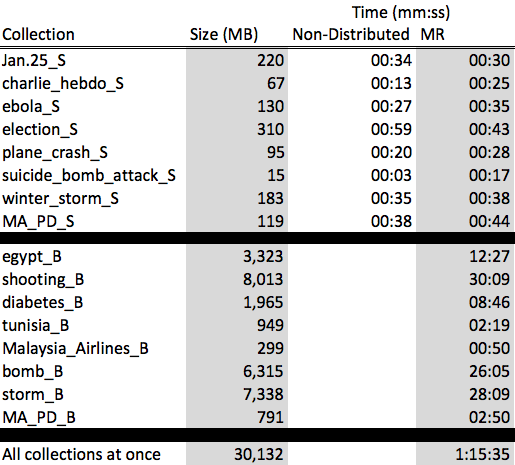 Time (mm:ss)
Collection Size (MB) Non-Distributed MR
Jan.25_S 220 00:34 00:30
charlie_hebdo_S 67 00:13 00:25
ebola_S 130 00:27 00:35
election_S 310 00:59 00:43
plane_crash_S 95 00:20 00:28
suicide_bomb_attack_S 15 00:03 00:17
winter_storm_S 183 00:35 00:38
MA_PD_S 119 00:38 00:44
egypt_B 3,323 12:27
shooting_B 8,013 30:09
diabetes_B 1,965 08:46
tunisia_B 949 02:19
Malaysia_Airlines_B 299 00:50
bomb_B 6,315 26:05
storm_B 7,338 28:09
MA_PD_B 791 02:50
All collections at once 30,132 1:15:35